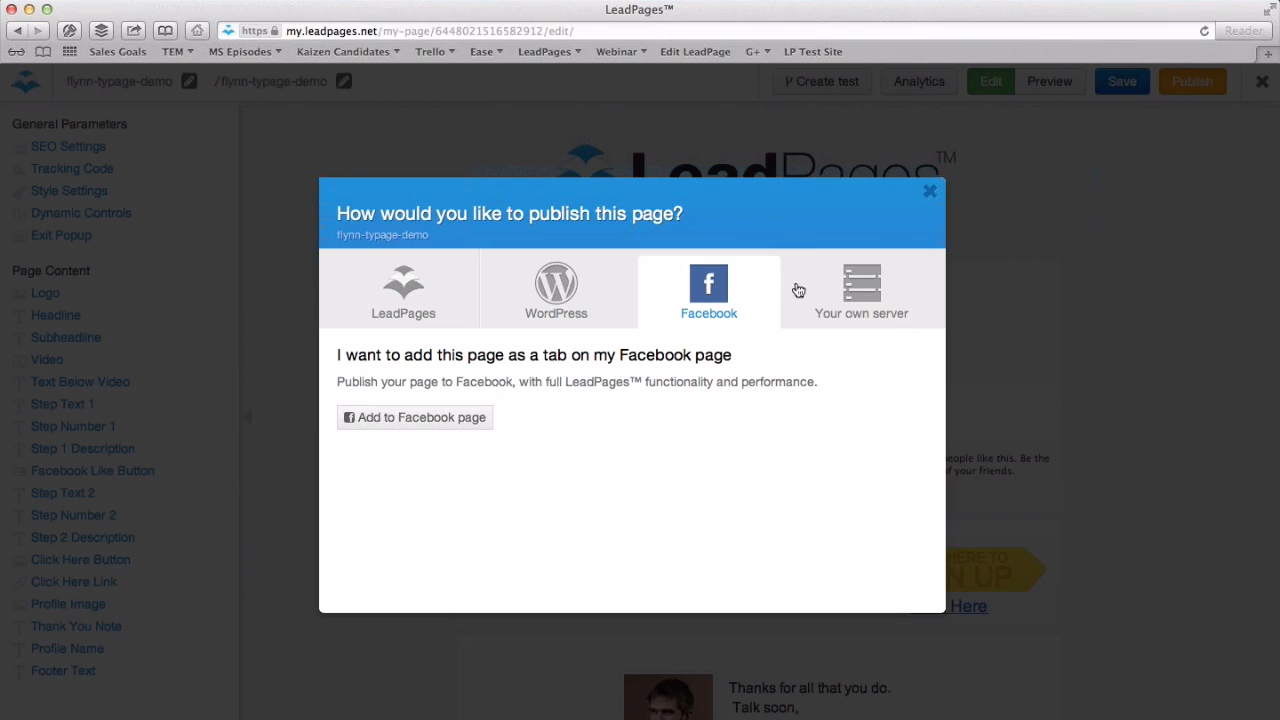 LeadPages™
https my.leadpages.net/my-page/6448021516582912/edit/
Reader
Sales Goals TEM MS Episodes Kaizen Candidates Trello Ease LeadPages Webinar Edit LeadPage G+ LP Test Site
flynn-typage-demo /flynn-typage-demo Create test Analytics Edit Preview Save Publish
General Parameters
SEO Settings
Tracking Code
Style Settings
Dynamic Controls
Exit Popup
Page Content
Logo
Headline
Subheadline
Video
Text Below Video
Step Text 1
Step Number 1
Step 1 Description
Facebook Like Button
Step Text 2
Step Number 2
Step 2 Description
Click Here Button
Click Here Link
Profile Image
Thank You Note
Profile Name
Footer Text
LeadPages™
How would you like to publish this page?
flynn-typage-demo
LeadPages WordPress Facebook Your own server
I want to add this page as a tab on my Facebook page
Publish your page to Facebook, with full LeadPages™ functionality and performance.
Add to Facebook page
people like this. Be the
of your friends.
HERE TO
UP
Here
Thanks for all that you do.
Talk soon,